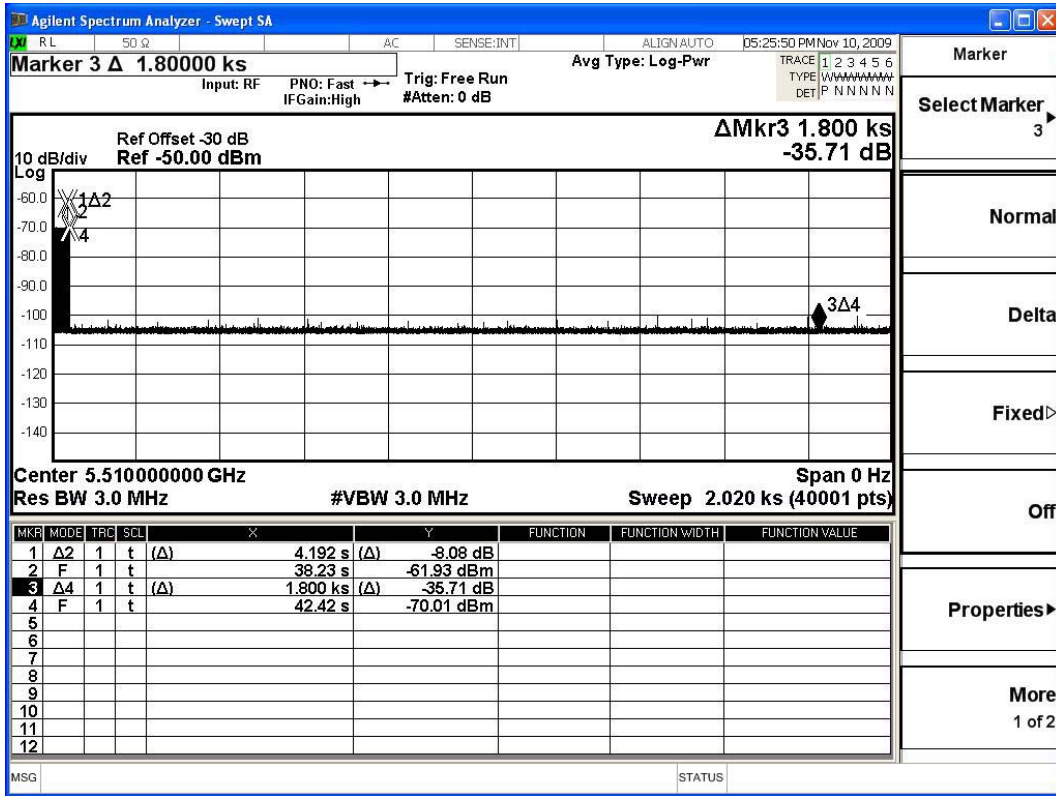 Agilent Spectrum Analyzer - Swept SA
LXI RL 50 Ω AC SENSE:INT ALIGNAUTO 05:25:50 PM Nov 10, 2009
Marker 3 Δ 1.80000 ks
Input: RF PNO: Fast Trig: Free Run Avg Type: Log-Pwr TRACE 1 2 3 4 5 6
IFGain:High #Atten: 0 dB TYPE WWWWWW
DET P N N N N N
ΔMkr3 1.800 ks
-35.71 dB
Ref Offset -30 dB
10 dB/div Ref -50.00 dBm
Log
-60.0
-70.0
-80.0
-90.0
-100
-110
-120
-130
-140
1Δ2
2
4
3Δ4
Center 5.510000000 GHz Span 0 Hz
Res BW 3.0 MHz #VBW 3.0 MHz Sweep 2.020 ks (40001 pts)
MKR MODE TRC SCL X Y FUNCTION FUNCTION WIDTH FUNCTION VALUE
1 Δ2 1 t (Δ) 4.192 s (Δ) -8.08 dB
2 F 1 t 38.23 s -61.93 dBm
3 Δ4 1 t (Δ) 1.800 ks (Δ) -35.71 dB
4 F 1 t 42.42 s -70.01 dBm
5
6
7
8
9
10
11
12
MSG STATUS
Marker
Select Marker
3
Normal
Delta
Fixed
Off
Properties
More
1 of 2